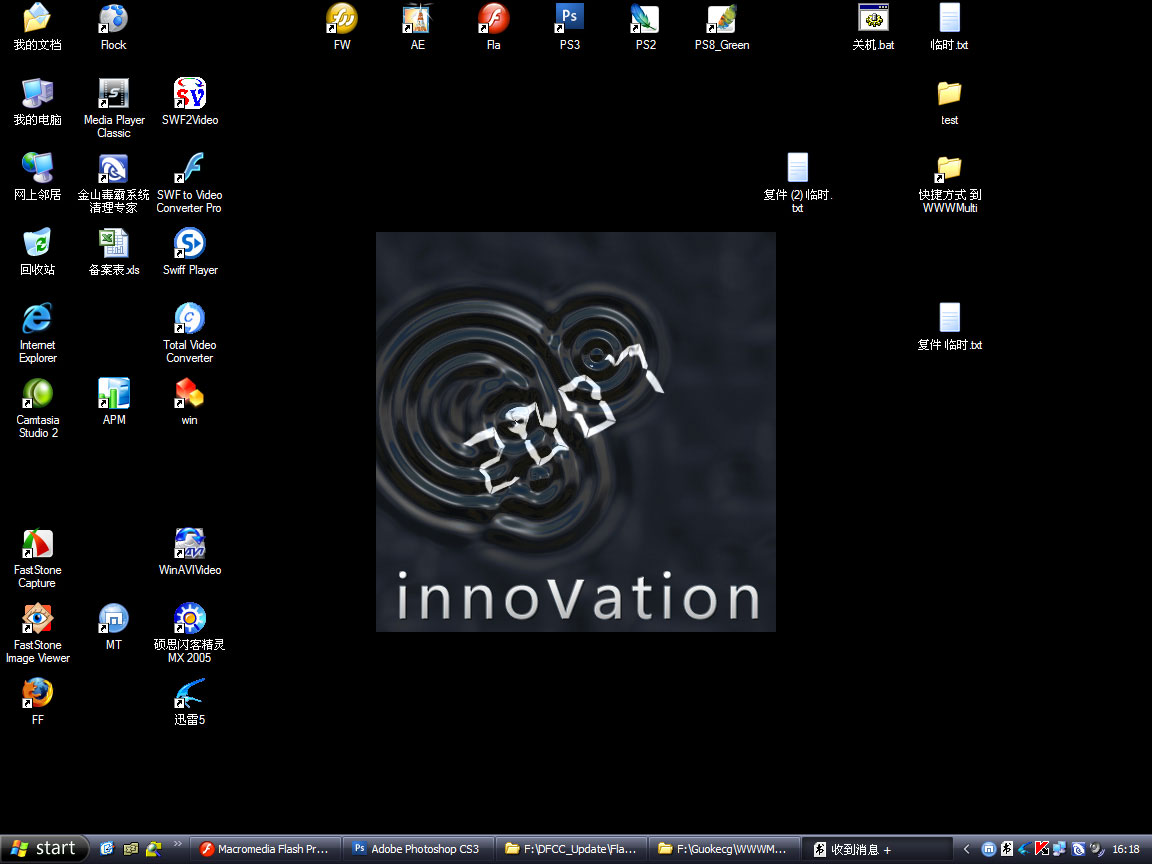 我的文档
Flock
FW
AE
Fla
PS3
PS2
PS8_Green
关机.bat
临时.txt
我的电脑
Media Player
Classic
SWF2Video
test
网上邻居
金山毒霸系统
清理专家
SWF to Video
Converter Pro
复件 (2) 临时.
txt
快捷方式 到
WWWMulti
回收站
备案表.xls
Swiff Player
Internet
Explorer
Total Video
Converter
复件 临时.txt
Camtasia
Studio 2
APM
win
2007
innoVation
FastStone
Capture
WinAVIVideo
FastStone
Image Viewer
MT
硕思闪客精灵
MX 2005
FF
迅雷5
start
Macromedia Flash Pr...
Adobe Photoshop CS3
F:\DFCC_Update\Fla...
F:\Guokecg\WWWM...
收到消息 +
16:18